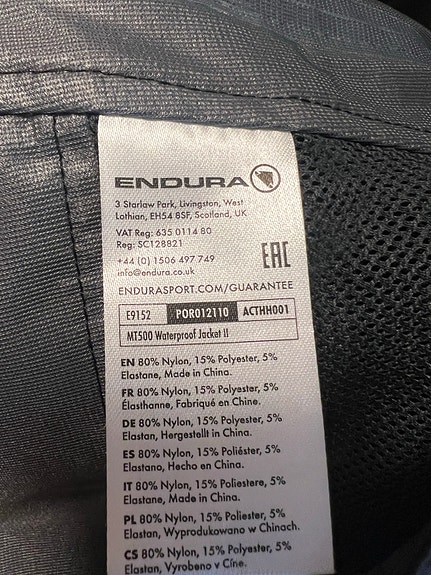 ENDURA
3 Starlaw Park, Livingston, West
Lothian, EH54 8SF, Scotland, UK
VAT Reg: 635 0114 80
Reg: SC128821
+44 (0) 1506 497 749
info@endura.co.uk
EAC
ENDURASPORT.COM/GUARANTEE
E9152 POR012110 ACTHH001
MT500 Waterproof Jacket II
EN 80% Nylon, 15% Polyester, 5%
Elastane, Made in China.
FR 80% Nylon, 15% Polyester, 5%
Élasthanne, Fabriqué en Chine.
DE 80% Nylon, 15% Polyester, 5%
Elastan, Hergestellt in China.
ES 80% Nylon, 15% Poliéster, 5%
Elastano, Hecho en China.
IT 80% Nylon, 15% Poliestere, 5%
Elastane, Made in China.
PL 80% Nylon, 15% Poliester, 5%
Elastan, Wyprodukowano w Chinach.
CS 80% Nylon, 15% Polyester, 5%
Elastan, Vyrobeno v Číne.